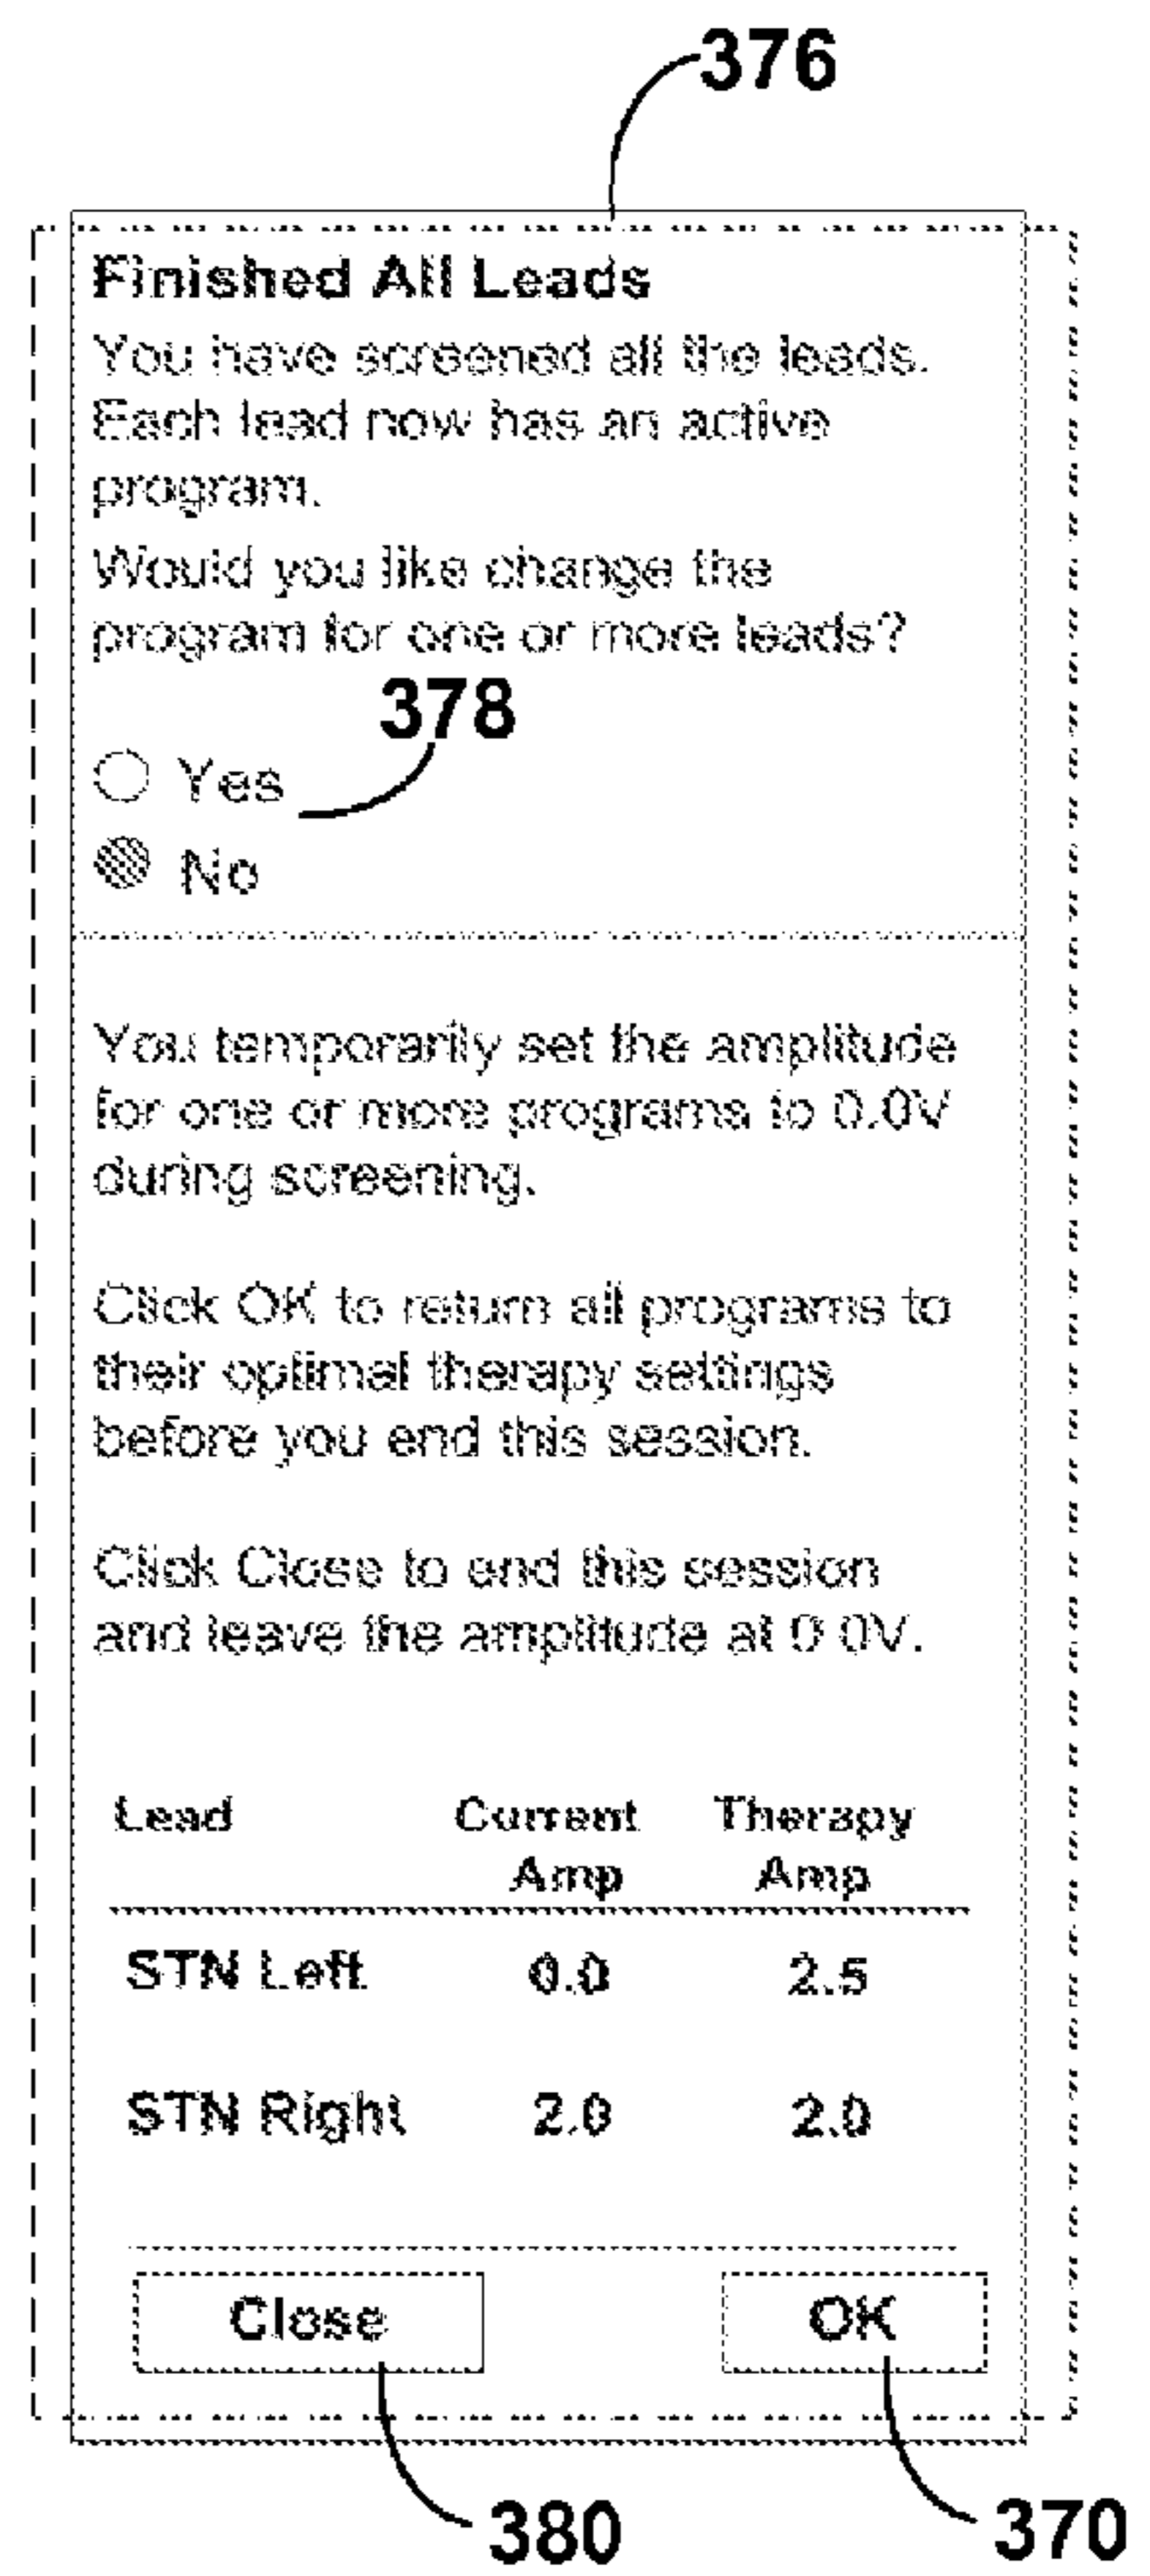 376
Finished All Leads
You have screened all the leads.
Each lead now has an active
program.
Would you like change the
program for one or more leads?
378
Yes
No
You temporarily set the amplitude
for one or more programs to 0.0V
during screening.
Click OK to return all programs to
their optimal therapy settings
before you end this session.
Click Close to end this session
and leave the amplitude at 0.0V.
Lead Current Therapy
Amp Amp
STN Left 0.0 2.5
STN Right 2.0 2.0
Close OK
380 370